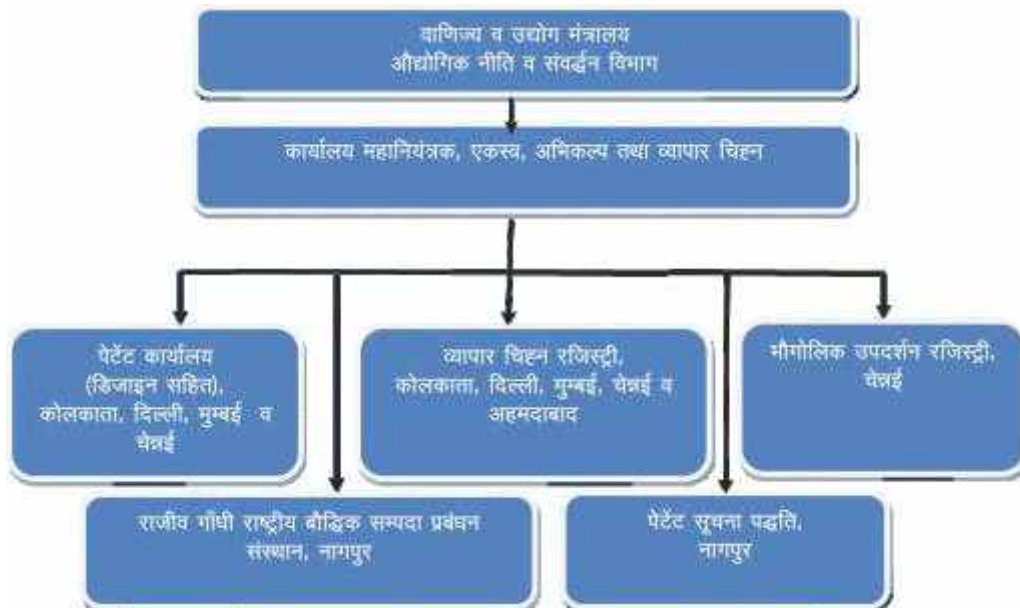 वाणिज्य व उद्योग मंत्रालय
औद्योगिक नीति व संवर्द्धन विभाग
कार्यालय महानियंत्रक, एकस्व, अभिकल्प तथा व्यापार चिह्न
पेटेंट कार्यालय
(डिजाइन सहित),
कोलकाता, दिल्ली, मुम्बई व
चेन्नई
व्यापार चिह्न रजिस्ट्री,
कोलकाता, दिल्ली, मुम्बई, चेन्नई व
अहमदाबाद
भौगोलिक उपदर्शन रजिस्ट्री,
चेन्नई
राजीव गाँधी राष्ट्रीय बौद्धिक सम्पदा प्रबंधन
संस्थान, नागपुर
पेटेंट सूचना पद्धति,
नागपुर